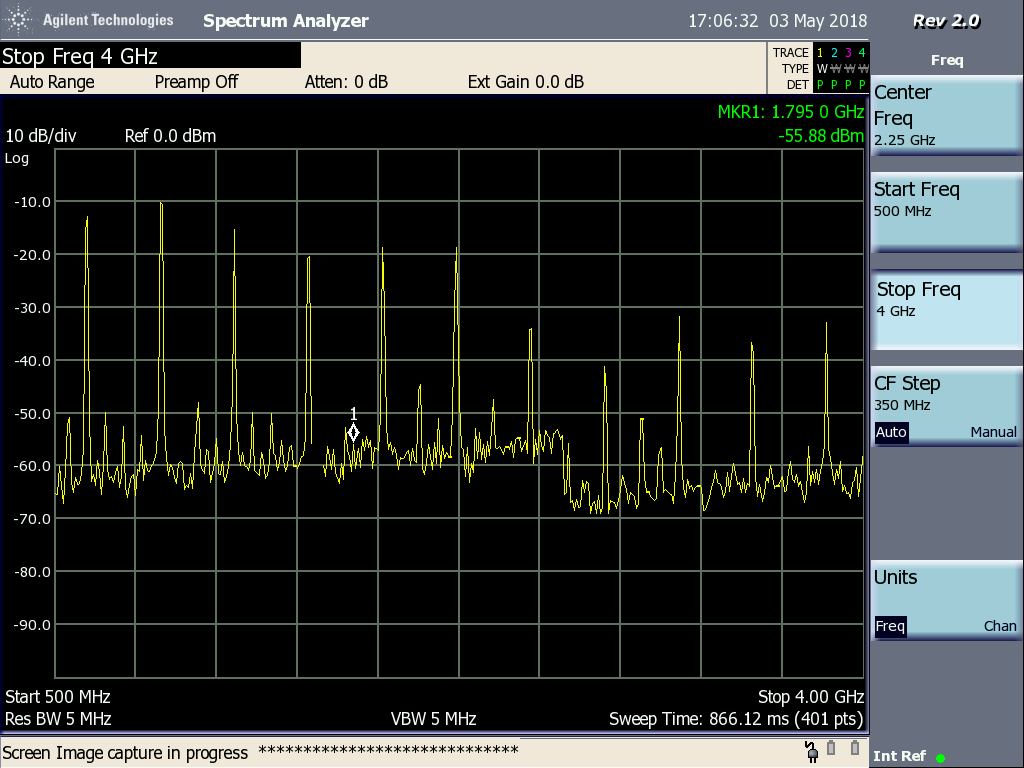 Agilent Technologies Spectrum Analyzer 17:06:32 03 May 2018 Rev 2.0
Stop Freq 4 GHz
Auto Range Preamp Off Atten: 0 dB Ext Gain 0.0 dB
TRACE 1 2 3 4
TYPE W W W W
DET P P P P
MKR1: 1.795 0 GHz
-55.88 dBm
10 dB/div Ref 0.0 dBm
Log
-10.0
-20.0
-30.0
-40.0
-50.0
-60.0
-70.0
-80.0
-90.0
1
Start 500 MHz Stop 4.00 GHz
Res BW 5 MHz VBW 5 MHz Sweep Time: 866.12 ms (401 pts)
Screen Image capture in progress *****************************
Freq
Center
Freq
2.25 GHz
Start Freq
500 MHz
Stop Freq
4 GHz
CF Step
350 MHz
Auto Manual
Units
Freq Chan
Int Ref